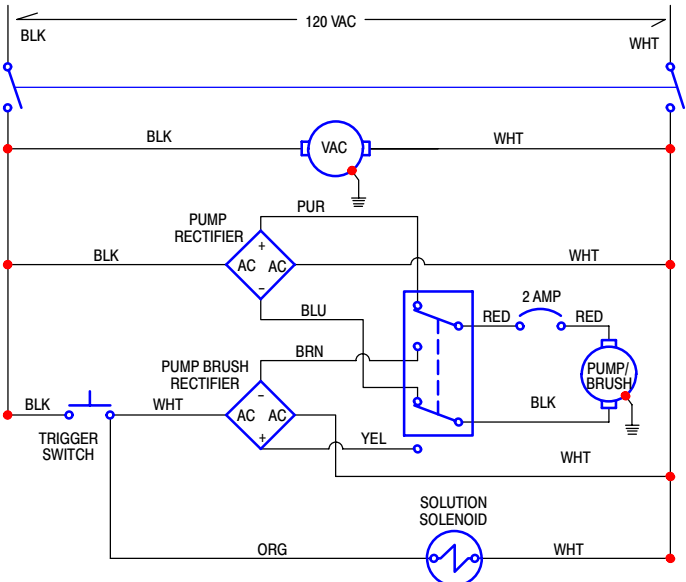 120 VAC
BLK
WHT
BLK
VAC
WHT
PUR
PUMP
RECTIFIER
+
BLK
AC AC
WHT
−
BLU
2 AMP
RED
RED
BRN
PUMP BRUSH
RECTIFIER
PUMP/
BRUSH
−
BLK
WHT
AC AC
BLK
+
TRIGGER
SWITCH
YEL
WHT
SOLUTION
SOLENOID
ORG
WHT